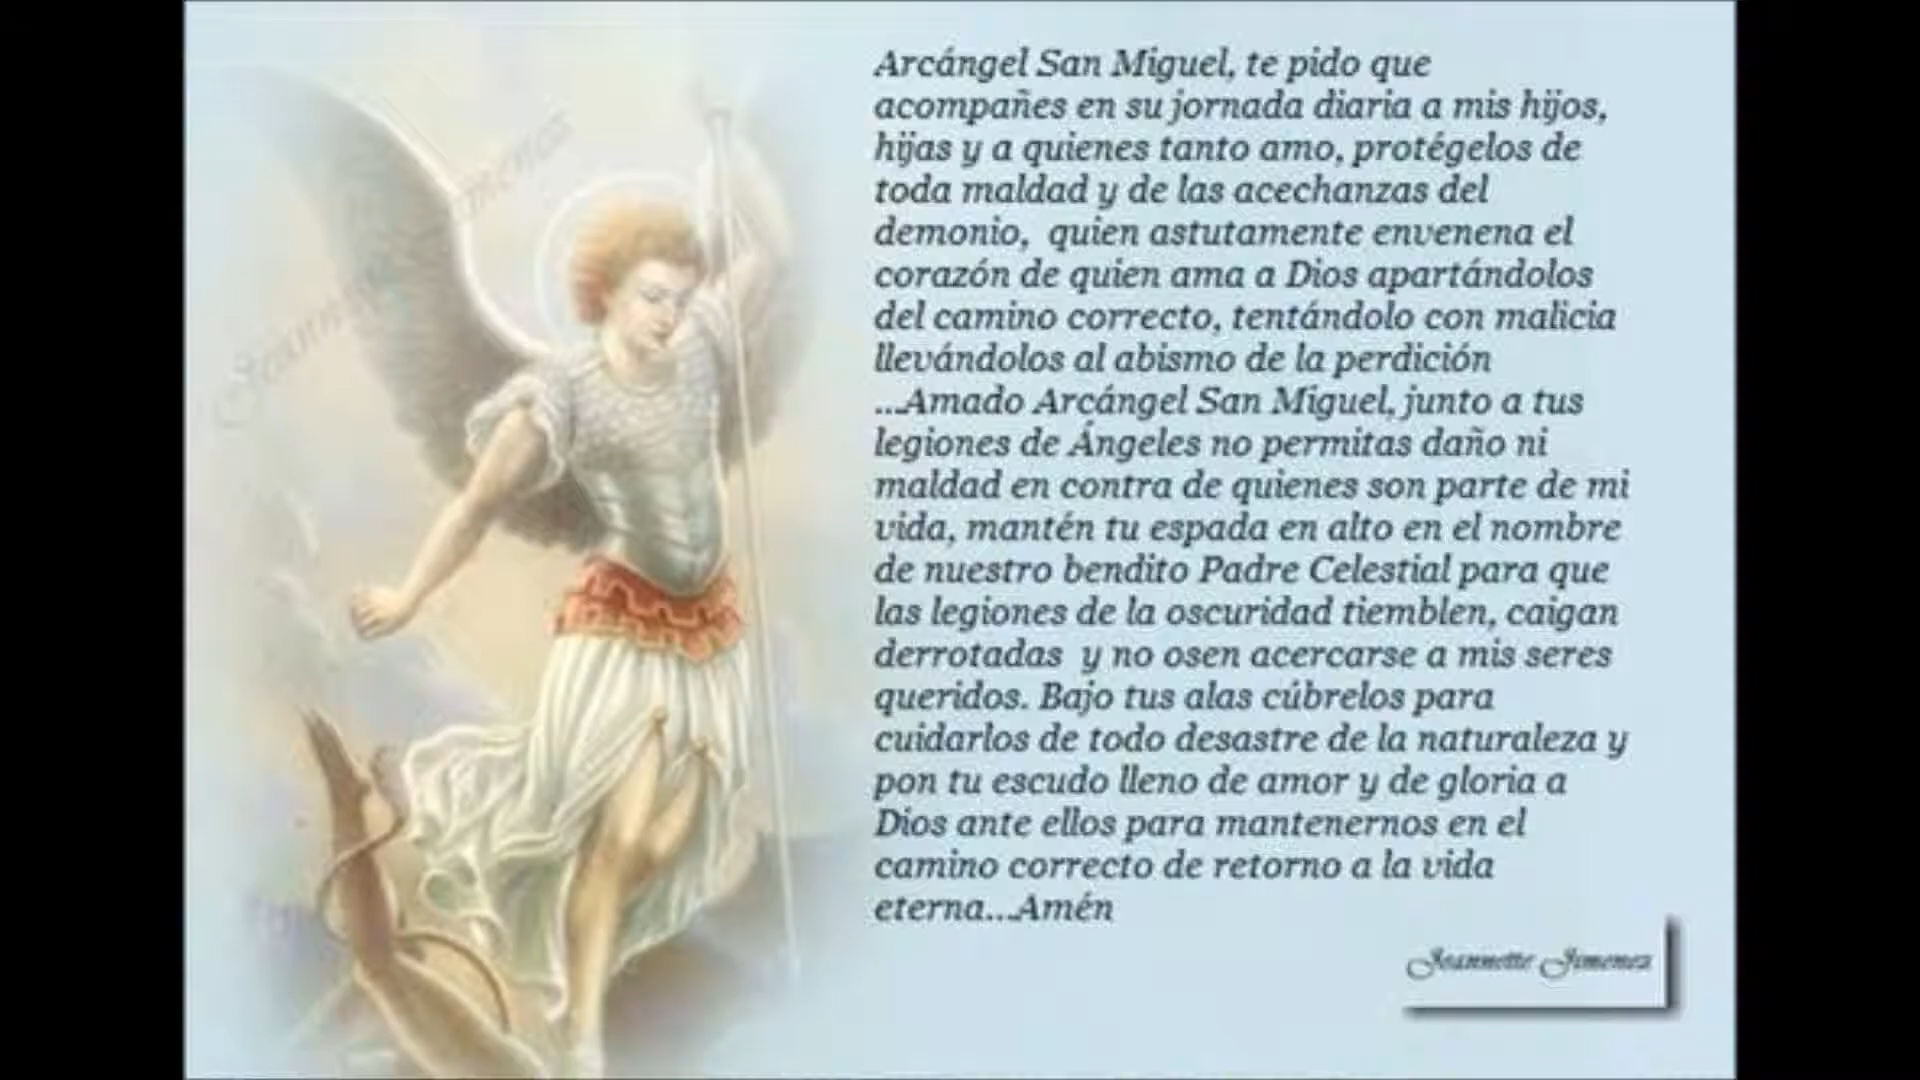 Arcángel San Miguel, te pido que
acompañes en su jornada diaria a mis hijos,
hijas y a quienes tanto amo, protégelos de
toda maldad y de las acechanzas del
demonio,  quien astutamente envenena el
corazón de quien ama a Dios apartándolos
del camino correcto, tentándolo con malicia
llevándolos al abismo de la perdición
...Amado Arcángel San Miguel, junto a tus
legiones de Ángeles no permitas daño ni
maldad en contra de quienes son parte de mi
vida, mantén tu espada en alto en el nombre
de nuestro bendito Padre Celestial para que
las legiones de la oscuridad tiemblen, caigan
derrotadas  y no osen acercarse a mis seres
queridos. Bajo tus alas cúbrelos para
cuidarlos de todo desastre de la naturaleza y
pon tu escudo lleno de amor y de gloria a
Dios ante ellos para mantenernos en el
camino correcto de retorno a la vida
eterna...Amén
Jeannette Jimenez